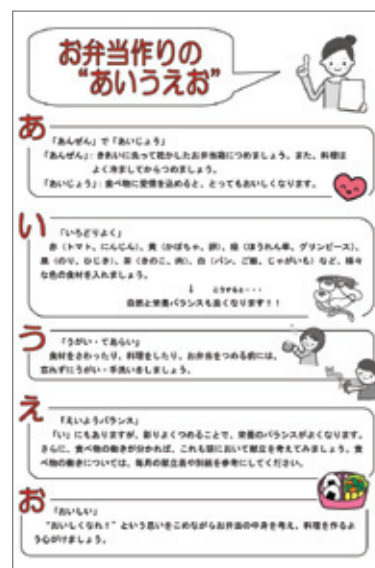 お弁当作りの
“あいうえお”
あ
「あんぜん」で「あいじょう」
「あんぜん」：きれいに洗って乾かしたお弁当箱につめましょう。また、料理は
よく冷ましてからつめましょう。
「あいじょう」：食べ物に愛情を込めると、とってもおいしくなります。
い
「いろどりよく」
赤（トマト、にんじん）、黄（かぼちゃ、卵）、緑（ほうれん草、グリンピース）、
黒（のり、ひじき）、茶（きのこ、肉）、白（パン、ご飯、じゃがいも）など、様々
な色の食材を入れましょう。
↓ こうすると・・・
自然と栄養バランスも良くなります！！
う
「うがい・てあらい」
食材をさわったり、料理をしたり、お弁当をつめる前には、
忘れずにうがい・手洗いをしましょう。
え
「えいようバランス」
「い」にもありますが、彩りよくつめることで、栄養のバランスがよくなります。
さらに、食べ物の働きが分かれば、これも頭において献立を考えてみましょう。食
べ物の働きについては、毎月の献立表や別紙を参考にしてください。
お
「おいしい」
“おいしくなれ！”という思いをこめながらお弁当の中身を考え、料理を作るよ
う心がけましょう。